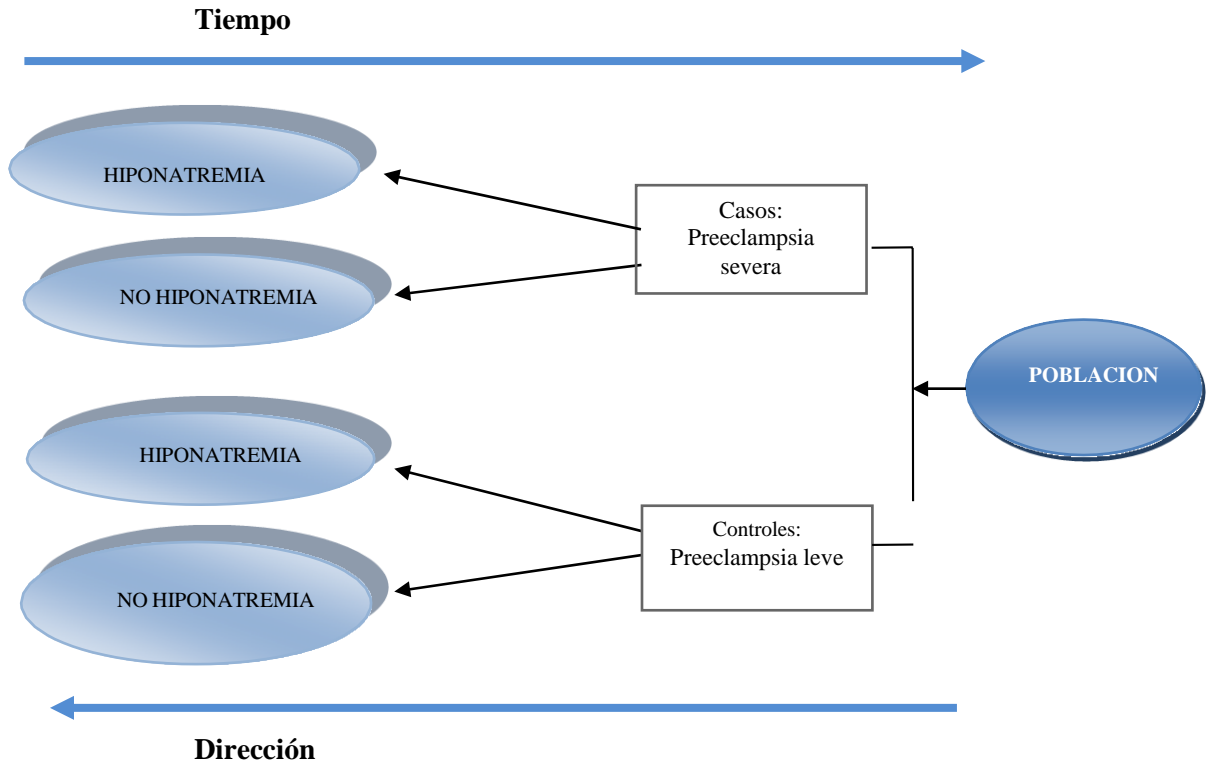 Tiempo
HIPONATREMIA
Casos:
Preeclampsia
severa
NO HIPONATREMIA
POBLACION
HIPONATREMIA
Controles:
Preeclampsia leve
NO HIPONATREMIA
Dirección